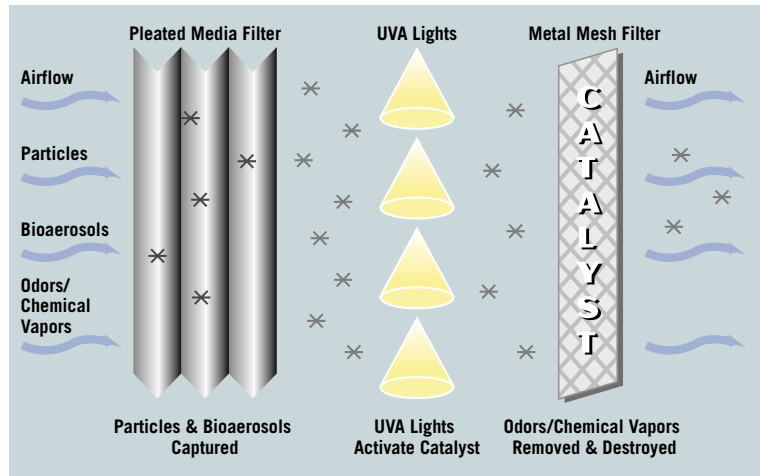 Pleated Media Filter
UVA Lights
Metal Mesh Filter
Airflow
Particles
Bioaerosols
Odors/
Chemical
Vapors
CATALYST
Airflow
Particles & Bioaerosols
Captured
UVA Lights
Activate Catalyst
Odors/Chemical Vapors
Removed & Destroyed